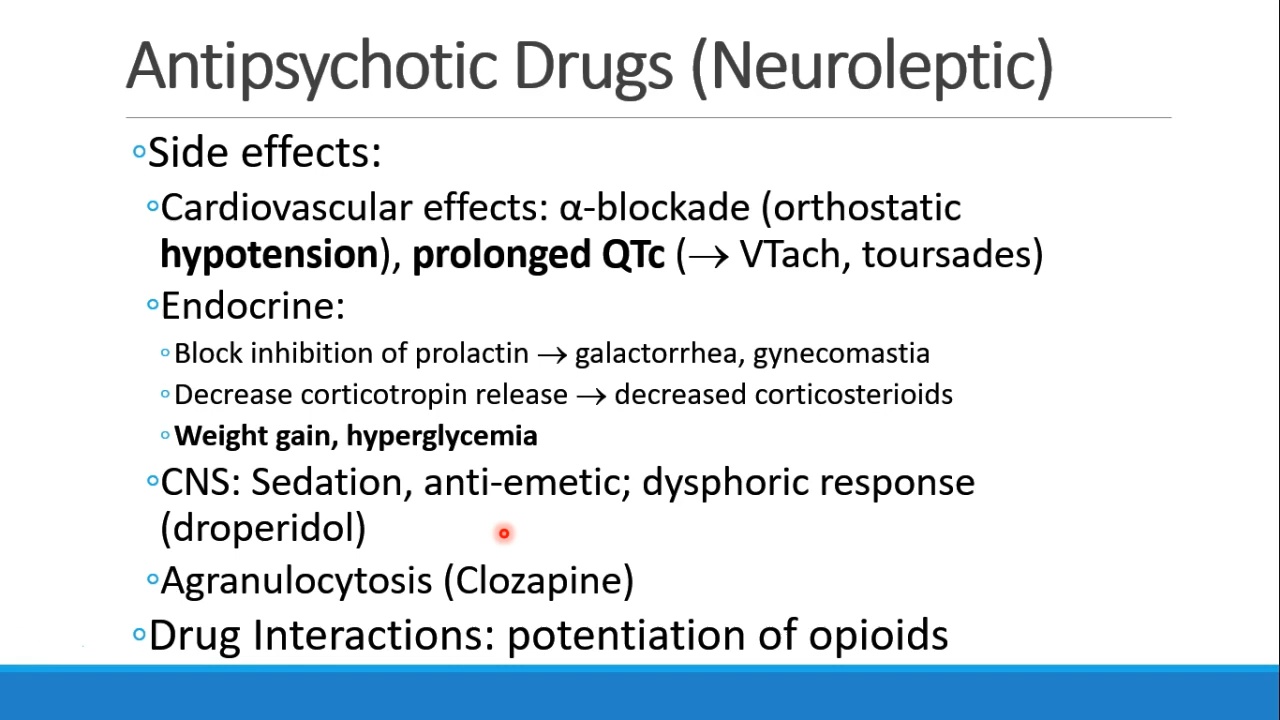 Antipsychotic Drugs (Neuroleptic)
◦Side effects:
◦Cardiovascular effects: α-blockade (orthostatic
hypotension), prolonged QTc (→ VTach, toursades)
◦Endocrine:
◦Block inhibition of prolactin → galactorrhea, gynecomastia
◦Decrease corticotropin release → decreased corticosterioids
◦Weight gain, hyperglycemia
◦CNS: Sedation, anti-emetic; dysphoric response
(droperidol)
◦Agranulocytosis (Clozapine)
◦Drug Interactions: potentiation of opioids